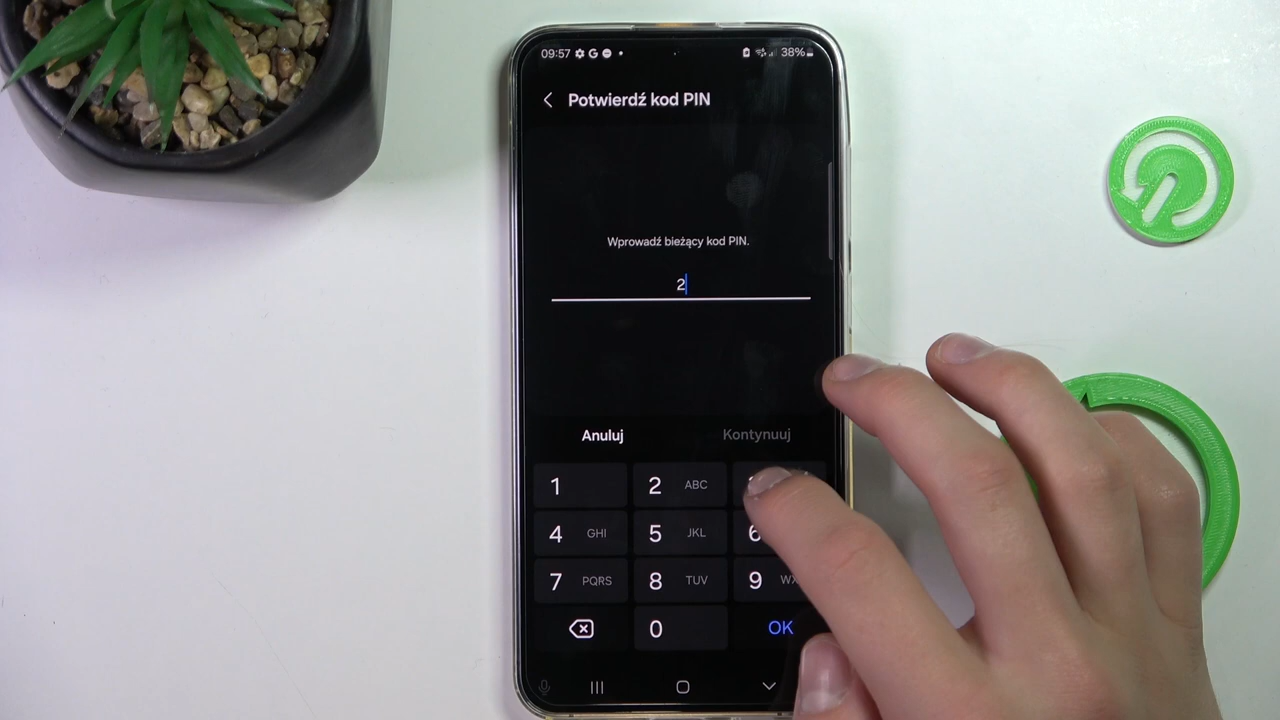 09:57 38%
Potwierdź kod PIN
Wprowadź bieżący kod PIN.
2
Anuluj Kontynuuj
1 2 ABC
4 GHI 5 JKL 6
7 PQRS 8 TUV 9 WX
0 OK